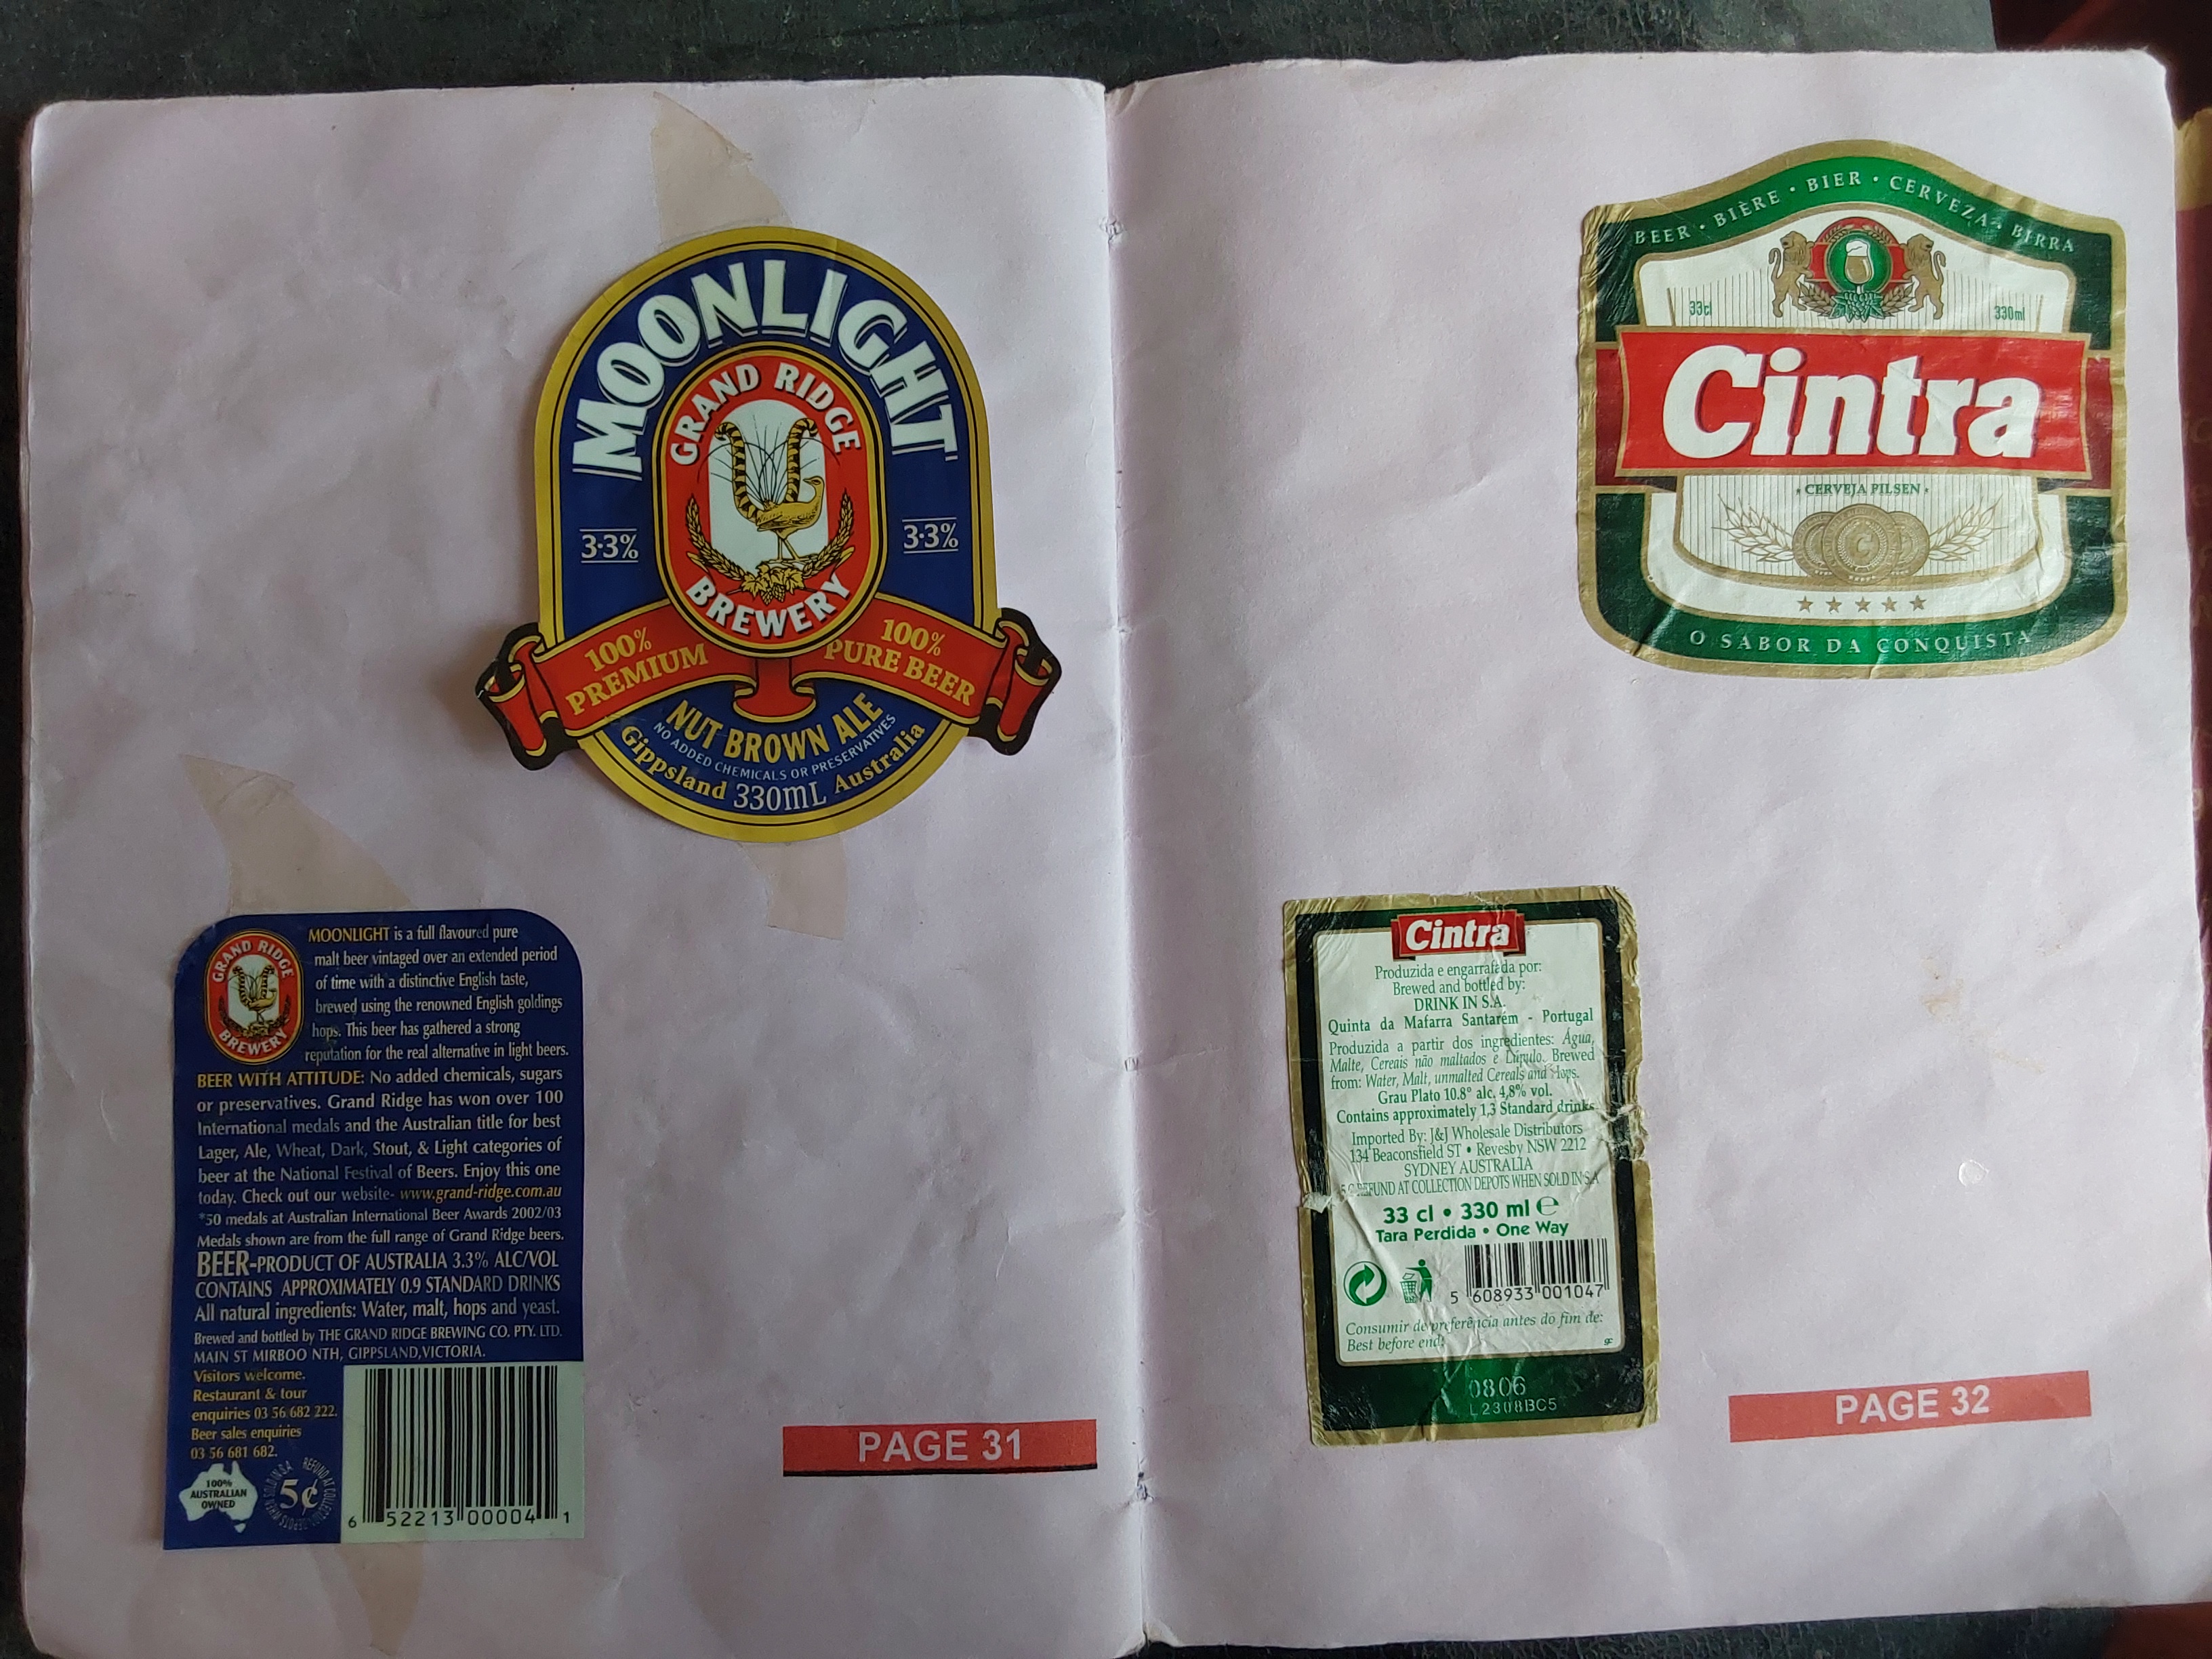 MOONLIGHT
GRAND RIDGE
BREWERY
3·3%
3·3%
100%
PREMIUM
100%
PURE BEER
NUT BROWN ALE
NO ADDED CHEMICALS OR PRESERVATIVES
Gippsland 330mL Australia
GRAND RIDGE
BREWERY
MOONLIGHT is a full flavoured pure
malt beer vintaged over an extended period
of time with a distinctive English taste,
brewed using the renowned English goldings
hops. This beer has gathered a strong
reputation for the real alternative in light beers.
BEER WITH ATTITUDE: No added chemicals, sugars
or preservatives. Grand Ridge has won over 100
International medals and the Australian title for best
Lager, Ale, Wheat, Dark, Stout, & Light categories of
beer at the National Festival of Beers. Enjoy this one
today. Check out our website- www.grand-ridge.com.au
*50 medals at Australian International Beer Awards 2002/03
Medals shown are from the full range of Grand Ridge beers.
BEER-PRODUCT OF AUSTRALIA 3.3% ALC/VOL
CONTAINS APPROXIMATELY 0.9 STANDARD DRINKS
All natural ingredients: Water, malt, hops and yeast.
Brewed and bottled by THE GRAND RIDGE BREWING CO. PTY. LTD.
MAIN ST MIRBOO NTH, GIPPSLAND,VICTORIA.
Visitors welcome.
Restaurant & tour
enquiries 03 56 682 222.
Beer sales enquiries
03 56 681 682.
100%
AUSTRALIAN
OWNED
5¢
REFUND AT COLLECTION DEPOTS WHEN SOLD IN S.A
6 52213 00004 1
PAGE 31
BEER · BIÈRE · BIER · CERVEZA · BIRRA
33cl
330ml
Cintra
· CERVEJA PILSEN ·
C
O SABOR DA CONQUISTA
Cintra
Produzida e engarrafada por:
Brewed and bottled by:
DRINK IN S.A.
Quinta da Mafarra Santarém - Portugal
Produzida a partir dos ingredientes: Água,
Malte, Cereais não maltados e Lúpulo. Brewed
from: Water, Malt, unmalted Cereals and Hops.
Grau Plato 10.8° alc. 4,8% vol.
Contains approximately 1,3 Standard drinks
Imported By: J&J Wholesale Distributors
134 Beaconsfield ST • Revesby NSW 2212
SYDNEY AUSTRALIA
5 C REFUND AT COLLECTION DEPOTS WHEN SOLD IN S.A
33 cl • 330 ml e
Tara Perdida • One Way
5 608933 001047
Consumir de preferência antes do fim de:
Best before end:
0806
L2308BC5
PAGE 32